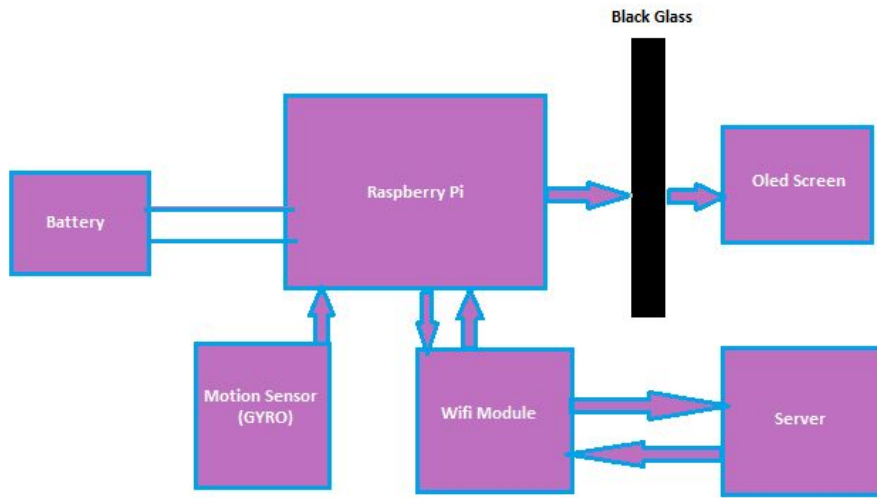 Black Glass
Raspberry Pi
Oled Screen
Battery
Motion Sensor
(GYRO)
Wifi Module
Server